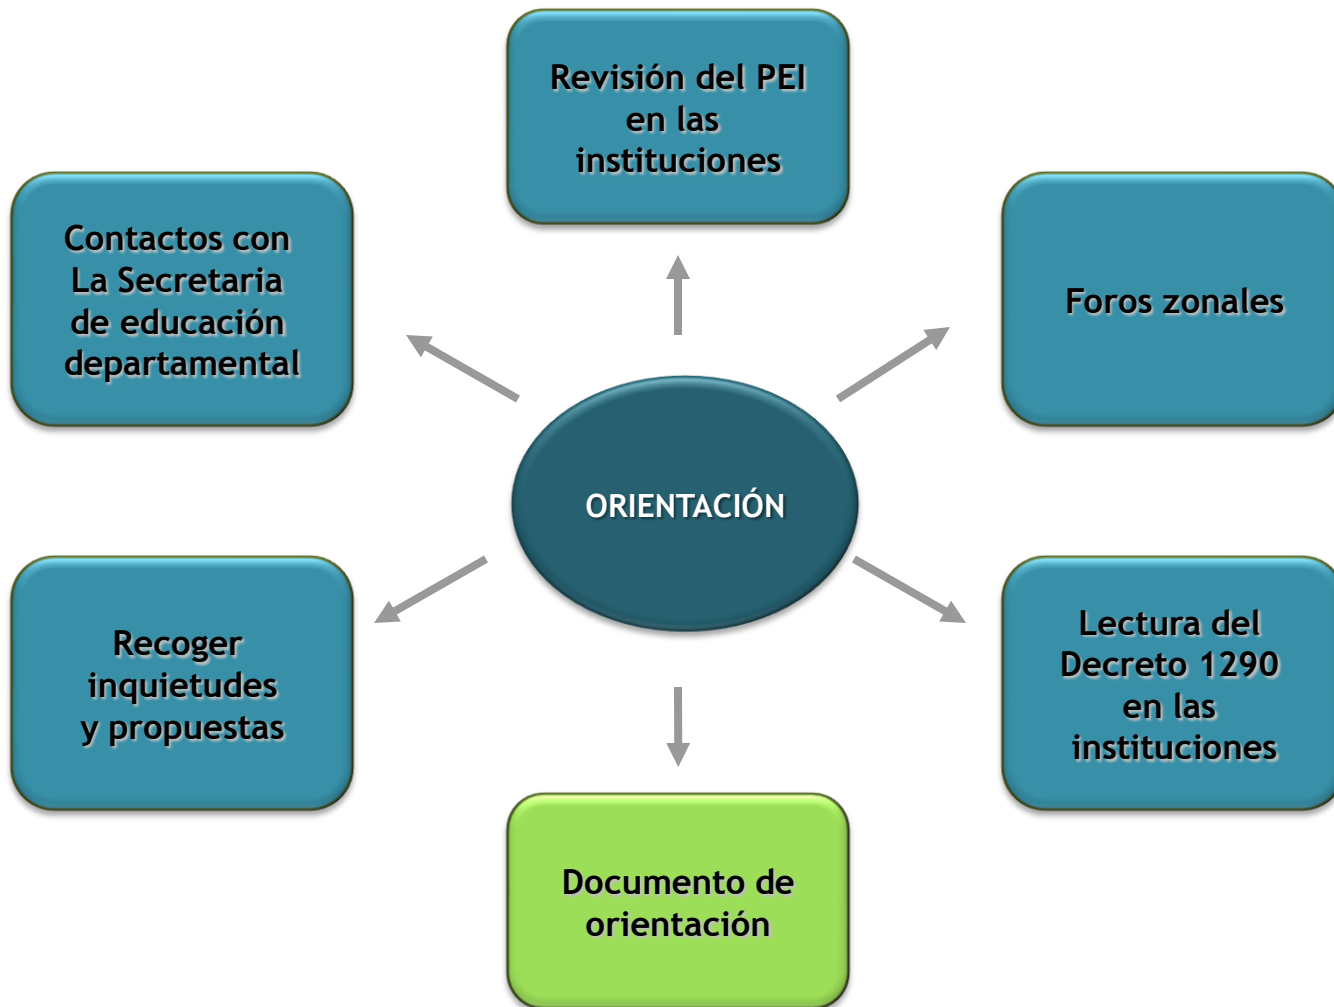 Revisión del PEI
en las
instituciones
Contactos con
La Secretaria
de educación
departamental
Foros zonales
ORIENTACIÓN
Recoger
inquietudes
y propuestas
Lectura del
Decreto 1290
en las
instituciones
Documento de
orientación